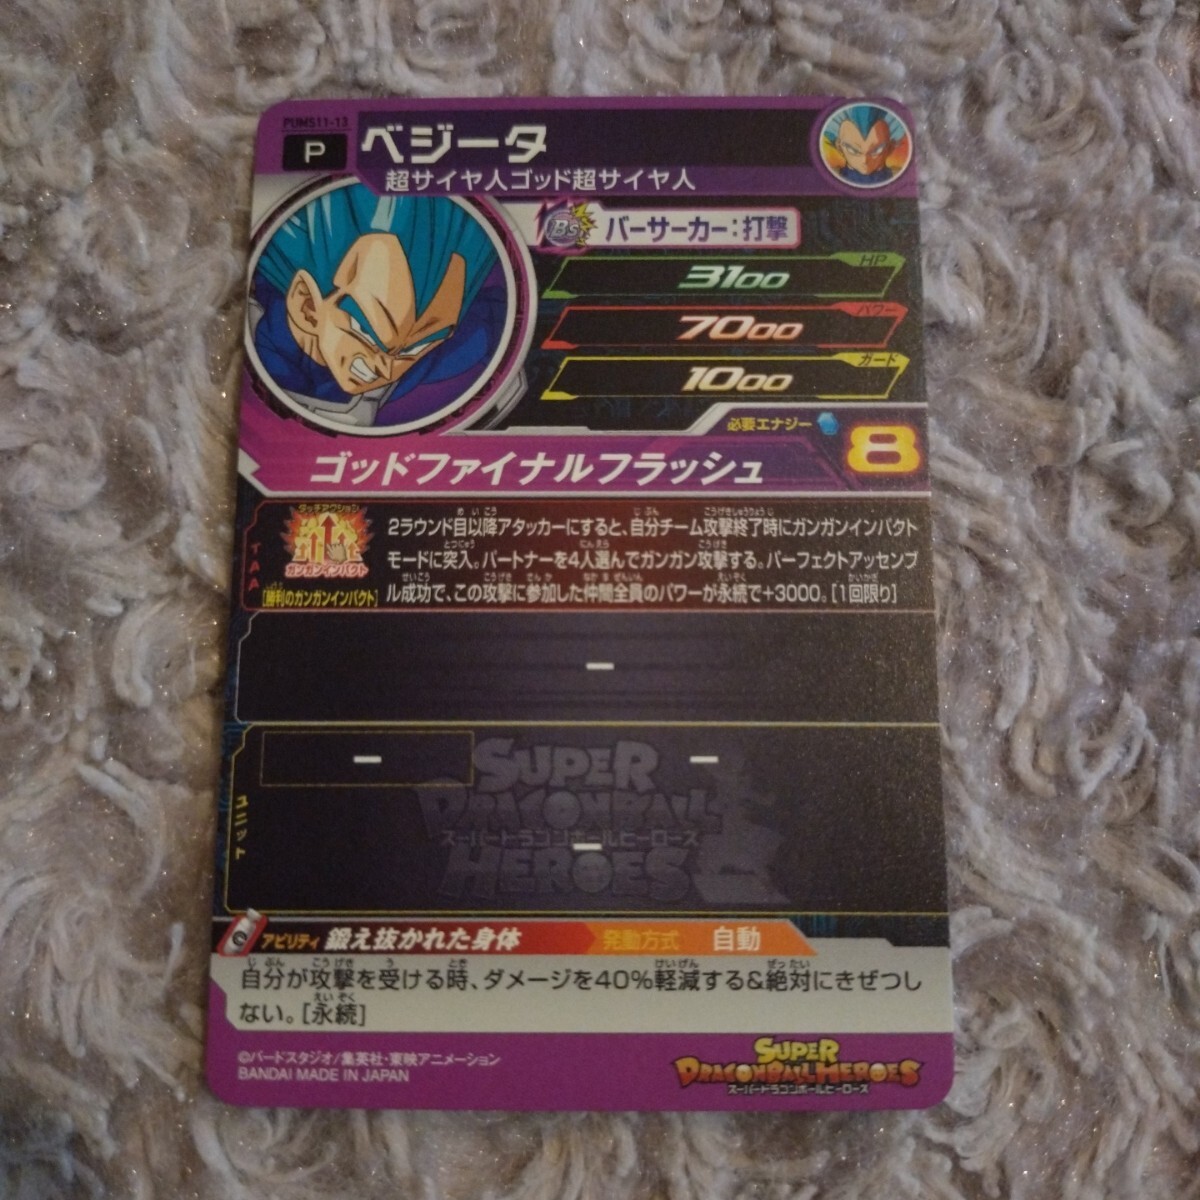 PUMS11-13
P
ベジータ
超サイヤ人ゴッド超サイヤ人
Bs
バーサーカー:打撃
HP
3100
パワー
7000
ガード
1000
必要エナジー
8
ゴッドファイナルフラッシュ
タッチアクション
ガンガンインパクト
TAA
[勝利のガンガンインパクト]
2ラウンド目以降アタッカーにすると、自分チーム攻撃終了時にガンガンインパクト
モードに突入。パートナーを4人選んでガンガン攻撃する。パーフェクトアッセンブ
ル成功で、この攻撃に参加した仲間全員のパワーが永続で+3000。[1回限り]
ー
ー
ー
ユニット
SUPER
DRAGONBALL
スーパードラゴンボールヒーローズ
HEROES
ー
アビリティ 鍛え抜かれた身体
発動方式 自動
自分が攻撃を受ける時、ダメージを40%軽減する&絶対にきぜつし
ない。[永続]
©バードスタジオ/集英社・東映アニメーション
BANDAI MADE IN JAPAN
SUPER
DRAGONBALL HEROES
スーパードラゴンボールヒーローズ